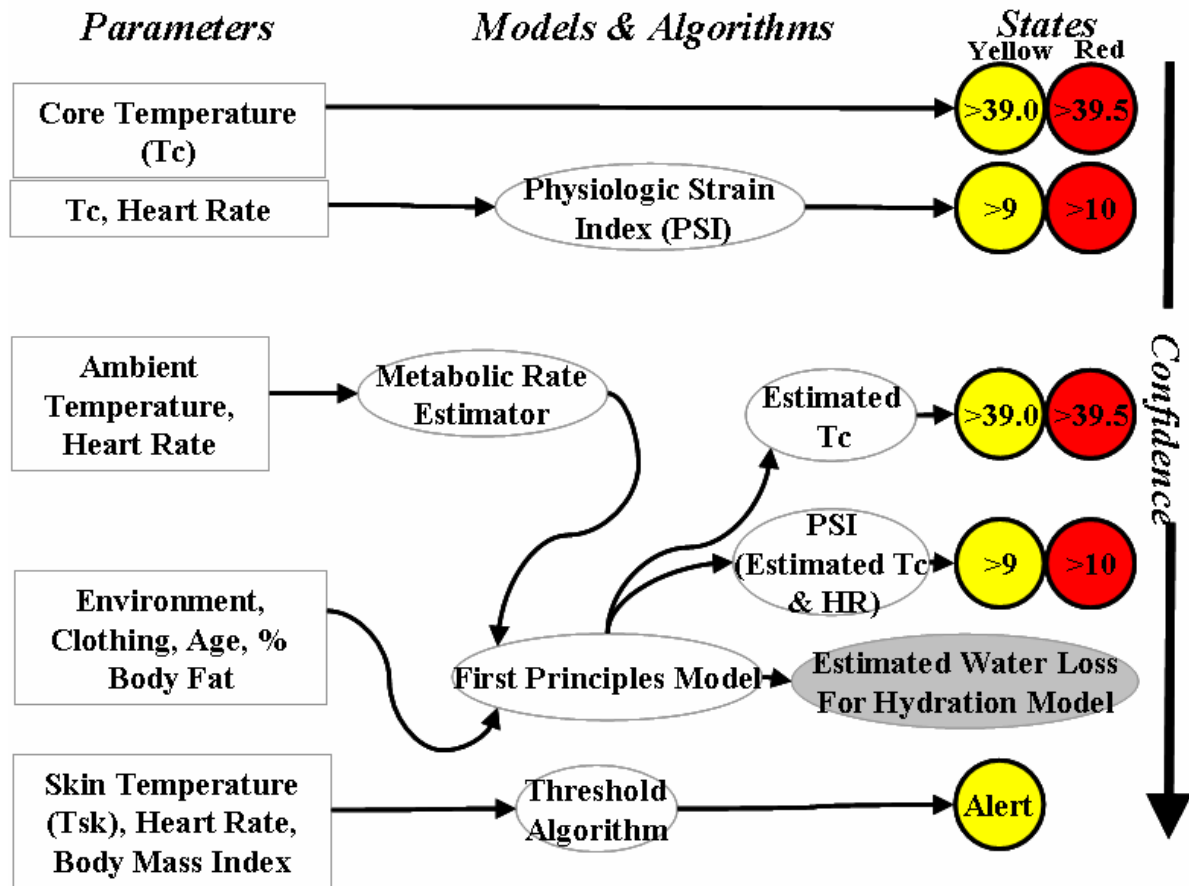 Parameters
Models & Algorithms
States
Yellow
Red
Core Temperature
(Tc)
>39.0
>39.5
Tc, Heart Rate
Physiologic Strain
Index (PSI)
>9
>10
Ambient
Temperature,
Heart Rate
Metabolic Rate
Estimator
Estimated
Tc
>39.0
>39.5
Confidence
PSI
(Estimated Tc
& HR)
>9
>10
Environment,
Clothing, Age, %
Body Fat
First Principles Model
Estimated Water Loss
For Hydration Model
Skin Temperature
(Tsk), Heart Rate,
Body Mass Index
Threshold
Algorithm
Alert